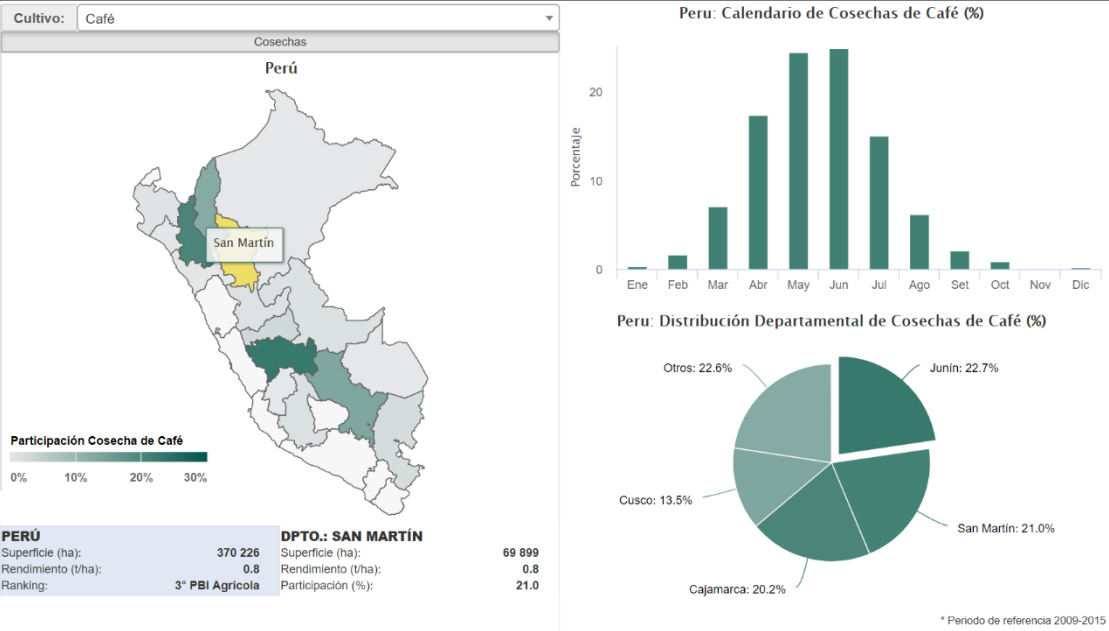 Cultivo: Café
Cosechas
Perú
San Martín
Participación Cosecha de Café
0% 10% 20% 30%
PERÚ
Superficie (ha): 370 226
Rendimiento (t/ha): 0.8
Ranking: 3° PBI Agricola
DPTO.: SAN MARTÍN
Superficie (ha): 69 899
Rendimiento (t/ha): 0.8
Participación (%): 21.0
Peru: Calendario de Cosechas de Café (%)
Porcentaje
20
10
0
Ene Feb Mar Abr May Jun Jul Ago Set Oct Nov Dic
Peru: Distribución Departamental de Cosechas de Café (%)
Otros: 22.6%
Junín: 22.7%
Cusco: 13.5%
San Martín: 21.0%
Cajamarca: 20.2%
* Periodo de referencia 2009-2015